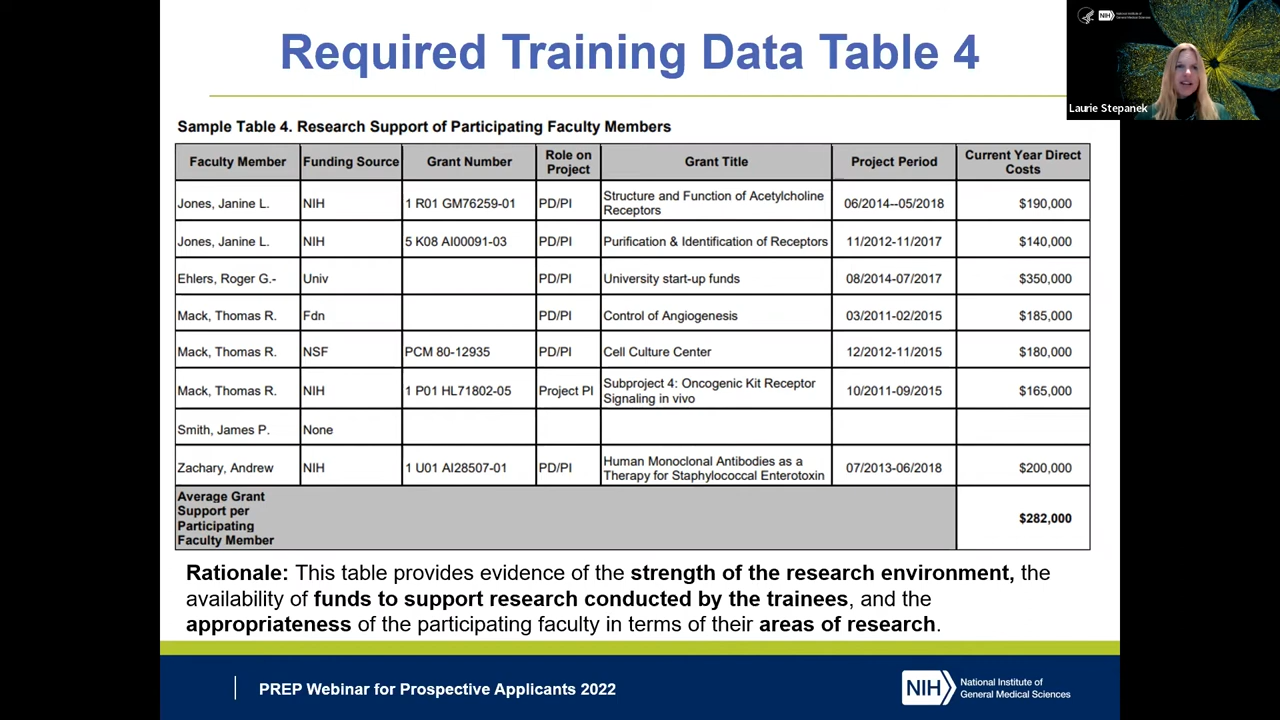 Required Training Data Table 4
NIH
National Institute of
General Medical Sciences
Laurie Stepanek
Sample Table 4. Research Support of Participating Faculty Members
Faculty Member Funding Source Grant Number Role on Project Grant Title Project Period Current Year Direct Costs
Jones, Janine L. NIH 1 R01 GM76259-01 PD/PI Structure and Function of Acetylcholine Receptors 06/2014--05/2018 $190,000
Jones, Janine L. NIH 5 K08 AI00091-03 PD/PI Purification & Identification of Receptors 11/2012-11/2017 $140,000
Ehlers, Roger G.- Univ PD/PI University start-up funds 08/2014-07/2017 $350,000
Mack, Thomas R. Fdn PD/PI Control of Angiogenesis 03/2011-02/2015 $185,000
Mack, Thomas R. NSF PCM 80-12935 PD/PI Cell Culture Center 12/2012-11/2015 $180,000
Mack, Thomas R. NIH 1 P01 HL71802-05 Project PI Subproject 4: Oncogenic Kit Receptor Signaling in vivo 10/2011-09/2015 $165,000
Smith, James P. None
Zachary, Andrew NIH 1 U01 AI28507-01 PD/PI Human Monoclonal Antibodies as a Therapy for Staphylococcal Enterotoxin 07/2013-06/2018 $200,000
Average Grant
Support per
Participating
Faculty Member $282,000
Rationale: This table provides evidence of the strength of the research environment, the
availability of funds to support research conducted by the trainees, and the
appropriateness of the participating faculty in terms of their areas of research.
PREP Webinar for Prospective Applicants 2022
NIH
National Institute of
General Medical Sciences